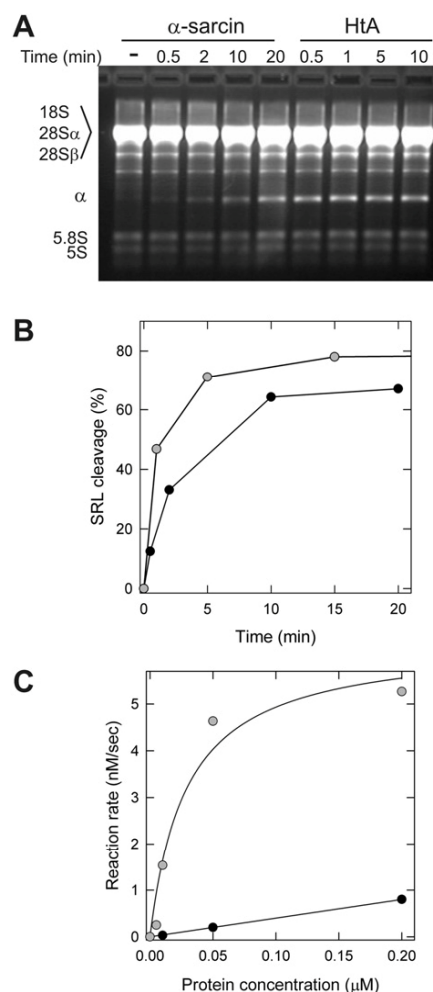 A
α-sarcin HtA
Time (min) - 0.5 2 10 20 0.5 1 5 10
18S
28Sα
28Sβ
α
5.8S
5S
B
80
60
40
20
0
SRL cleavage (%)
0 5 10 15 20
Time (min)
C
5
4
3
2
1
0
Reaction rate (nM/sec)
0.00 0.05 0.10 0.15 0.20
Protein concentration (μM)